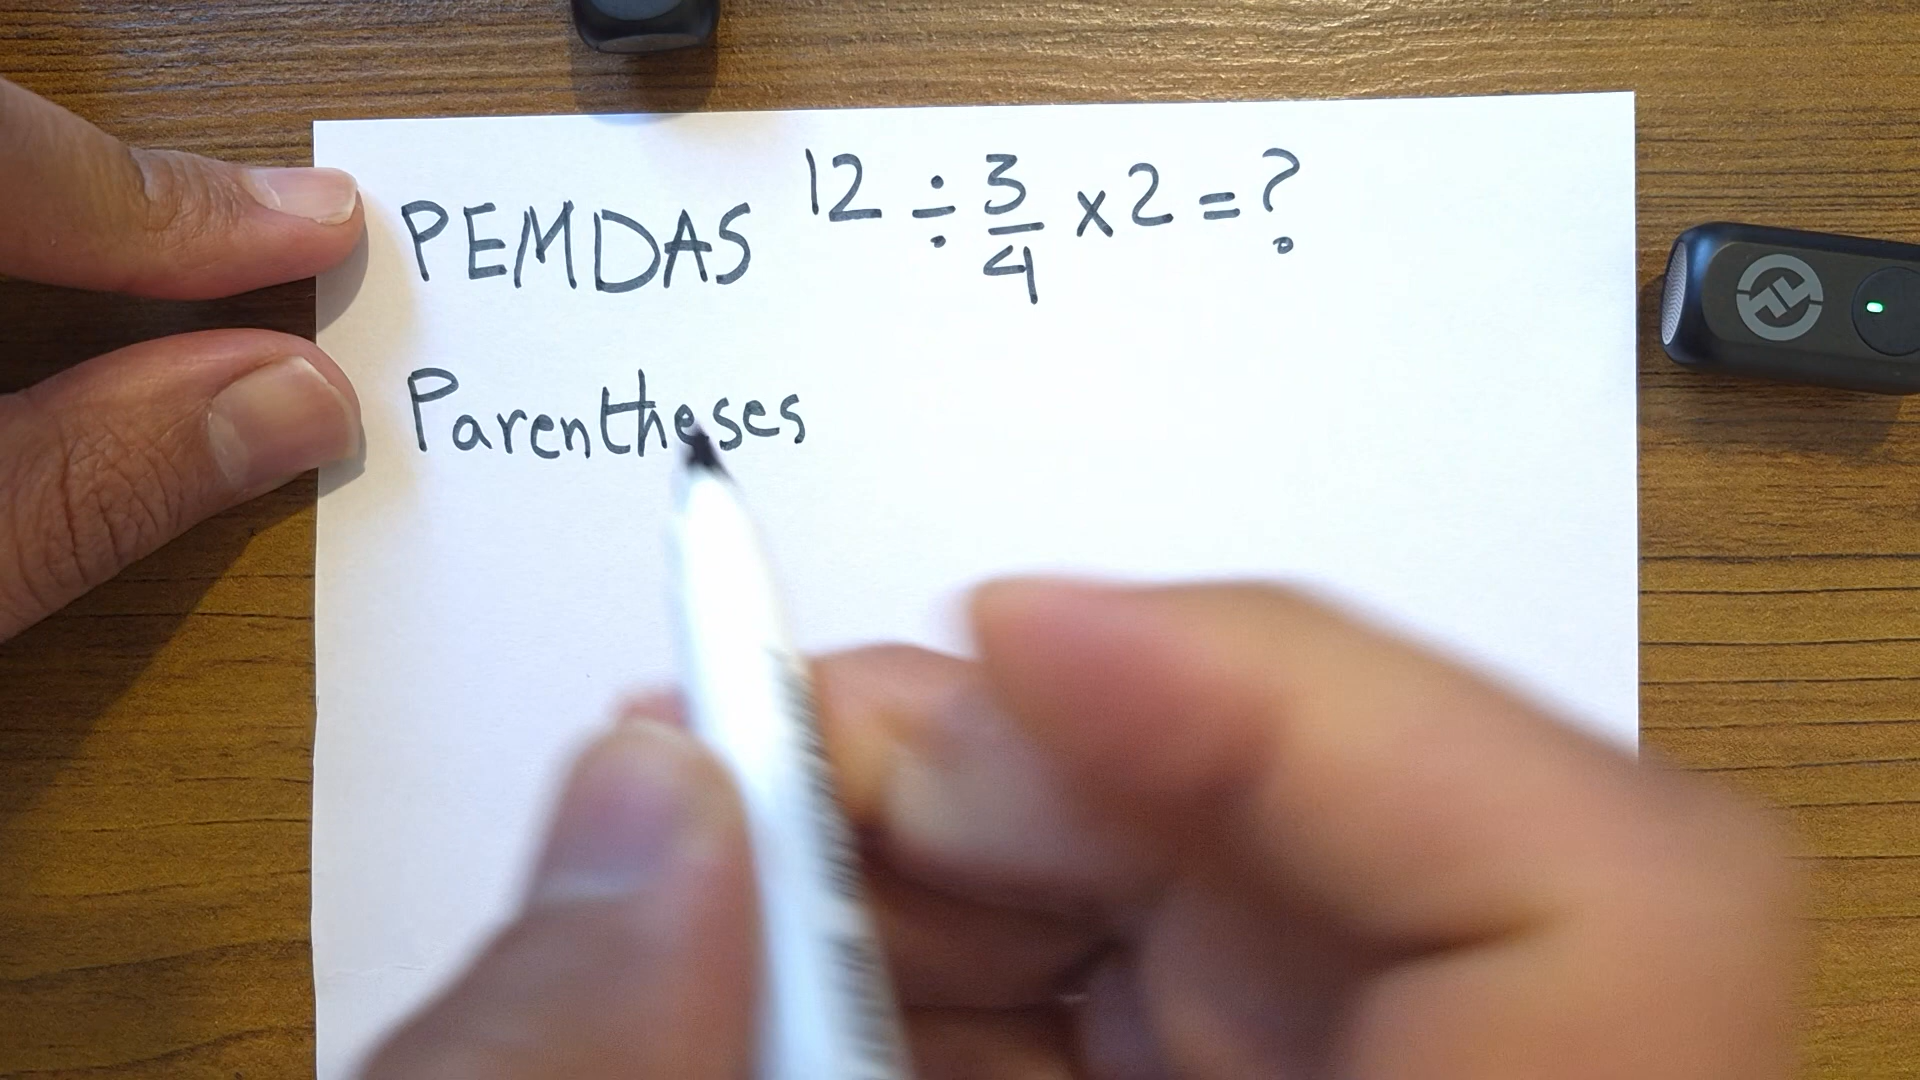 PEMDAS 12 ÷ 3/4 × 2 = ?
Parentheses